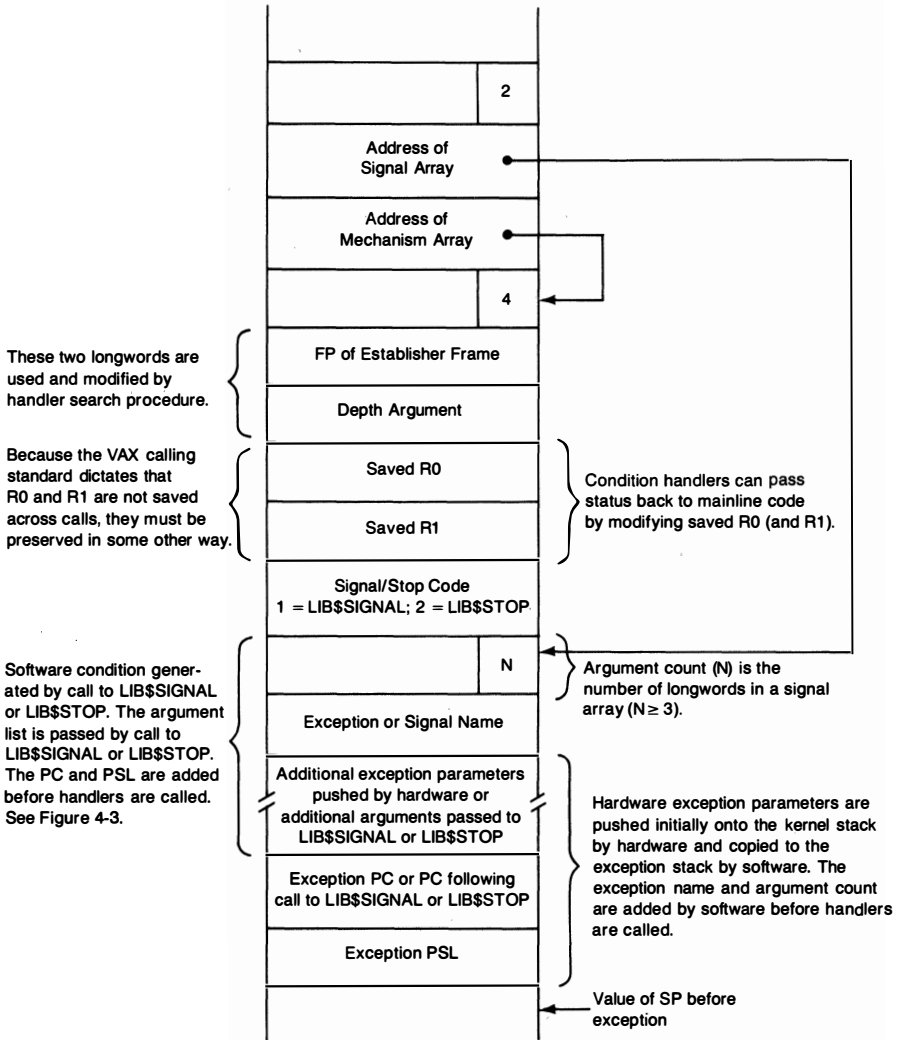 2
Address of
Signal Array
Address of
Mechanism Array
4
These two longwords are
used and modified by
handler search procedure.
FP of Establisher Frame
Depth Argument
Because the VAX calling
standard dictates that
R0 and R1 are not saved
across calls, they must be
preserved in some other way.
Saved R0
Saved R1
Condition handlers can pass
status back to mainline code
by modifying saved R0 (and R1).
Signal/Stop Code
1 = LIB$SIGNAL; 2 = LIB$STOP
Software condition gener-
ated by call to LIB$SIGNAL
or LIB$STOP. The argument
list is passed by call to
LIB$SIGNAL or LIB$STOP.
The PC and PSL are added
before handlers are called.
See Figure 4-3.
N
Argument count (N) is the
number of longwords in a signal
array (N ≥ 3).
Exception or Signal Name
Additional exception parameters
pushed by hardware or
additional arguments passed to
LIB$SIGNAL or LIB$STOP
Exception PC or PC following
call to LIB$SIGNAL or LIB$STOP
Exception PSL
Hardware exception parameters are
pushed initially onto the kernel stack
by hardware and copied to the
exception stack by software. The
exception name and argument count
are added by software before handlers
are called.
Value of SP before
exception